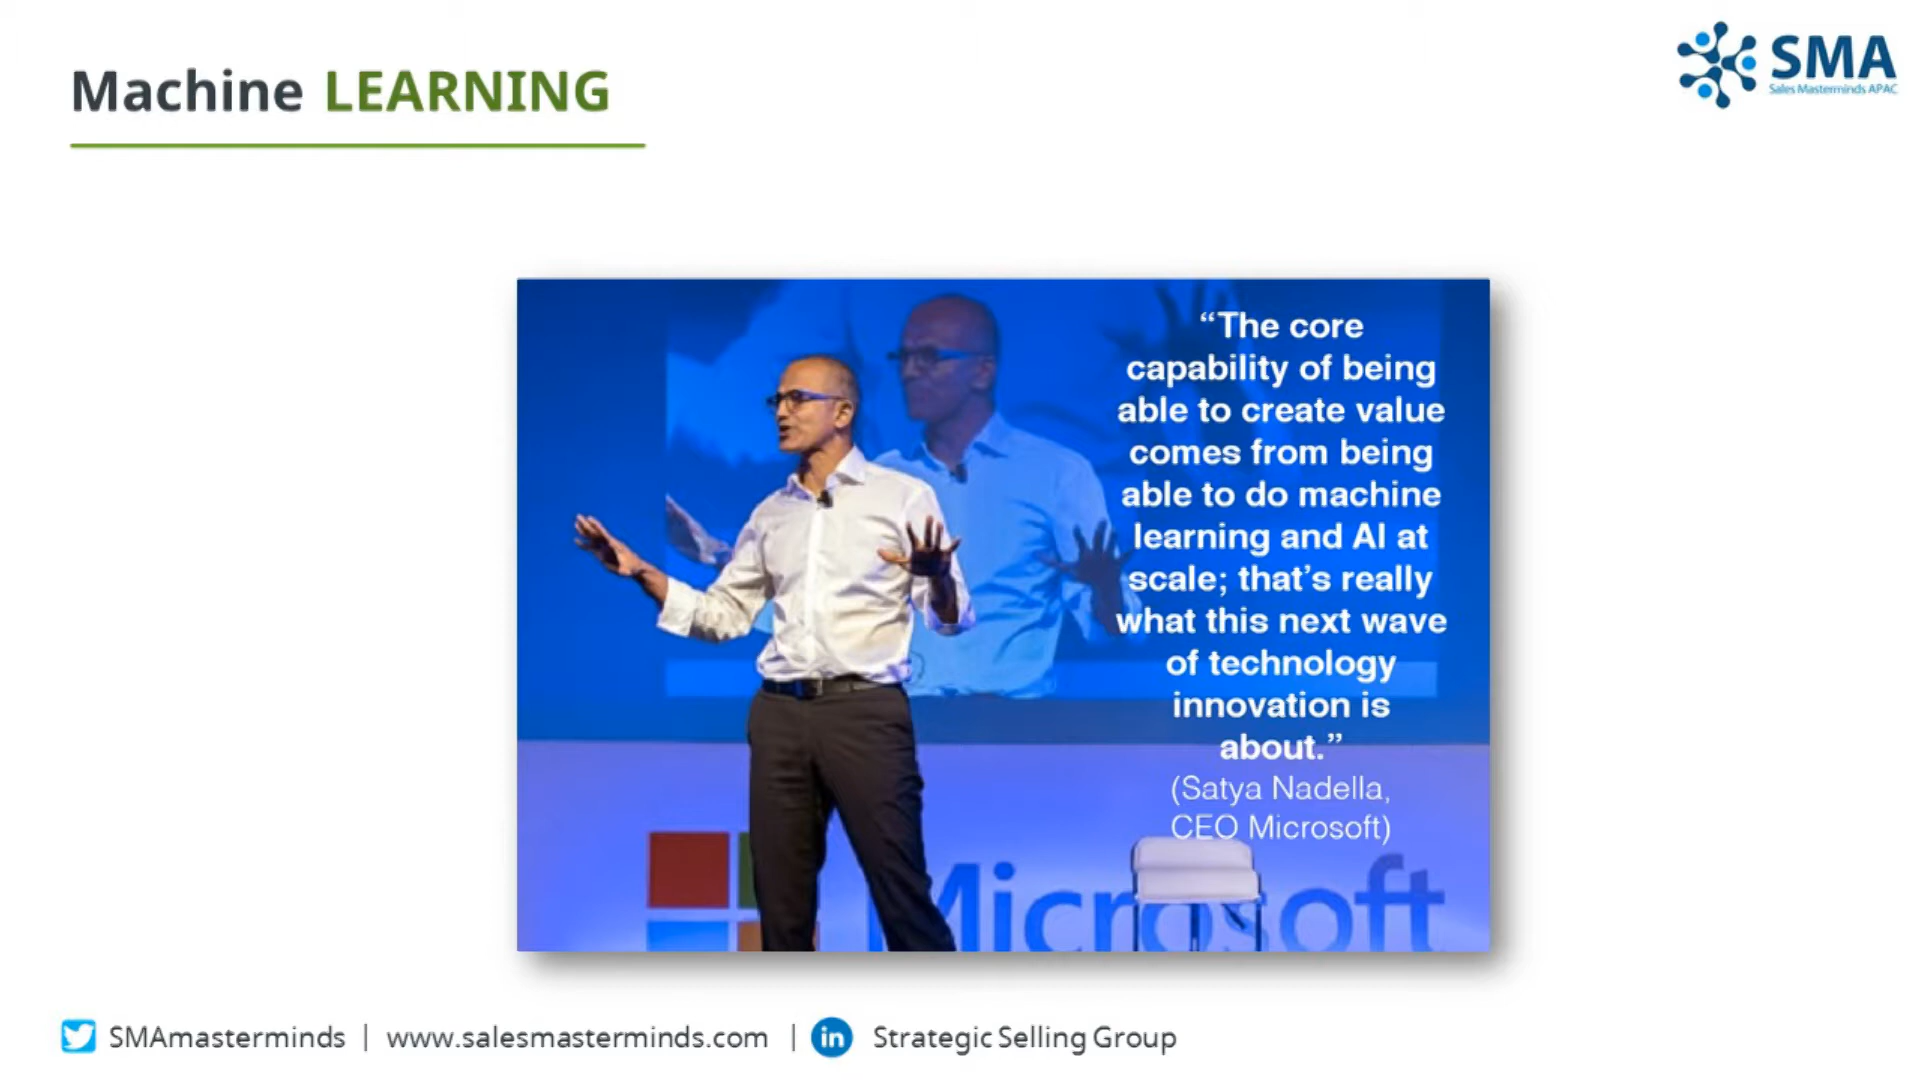 Machine LEARNING
SMA
Sales Masterminds APAC
“The core
capability of being
able to create value
comes from being
able to do machine
learning and AI at
scale; that’s really
what this next wave
of technology
innovation is
about.”
(Satya Nadella,
CEO Microsoft)
Microsoft
SMAmasterminds | www.salesmasterminds.com | in Strategic Selling Group